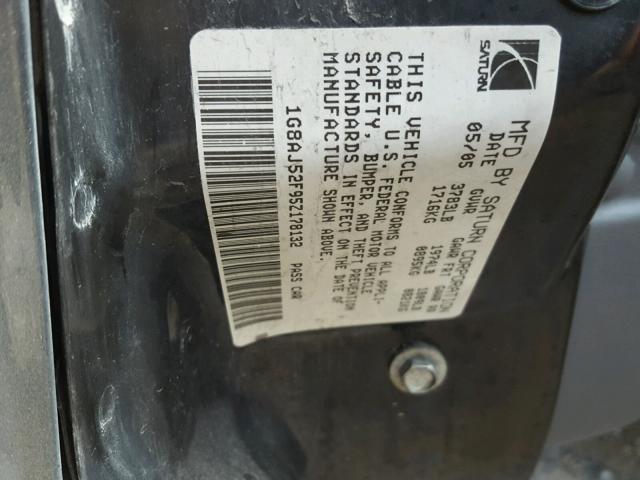 SATURN
MFD BY SATURN CORPORATION
DATE GVWR GAWR FRT GAWR RR
05/05 3783LB 1974LB 1809LB
1716KG 0895KG 0821KG
THIS VEHICLE CONFORMS TO ALL APPLI-
CABLE U.S. FEDERAL MOTOR VEHICLE
SAFETY, BUMPER, AND THEFT PREVENTION
STANDARDS IN EFFECT ON THE DATE OF
MANUFACTURE SHOWN ABOVE.
1G8AJ52F95Z178132 PASS CAR